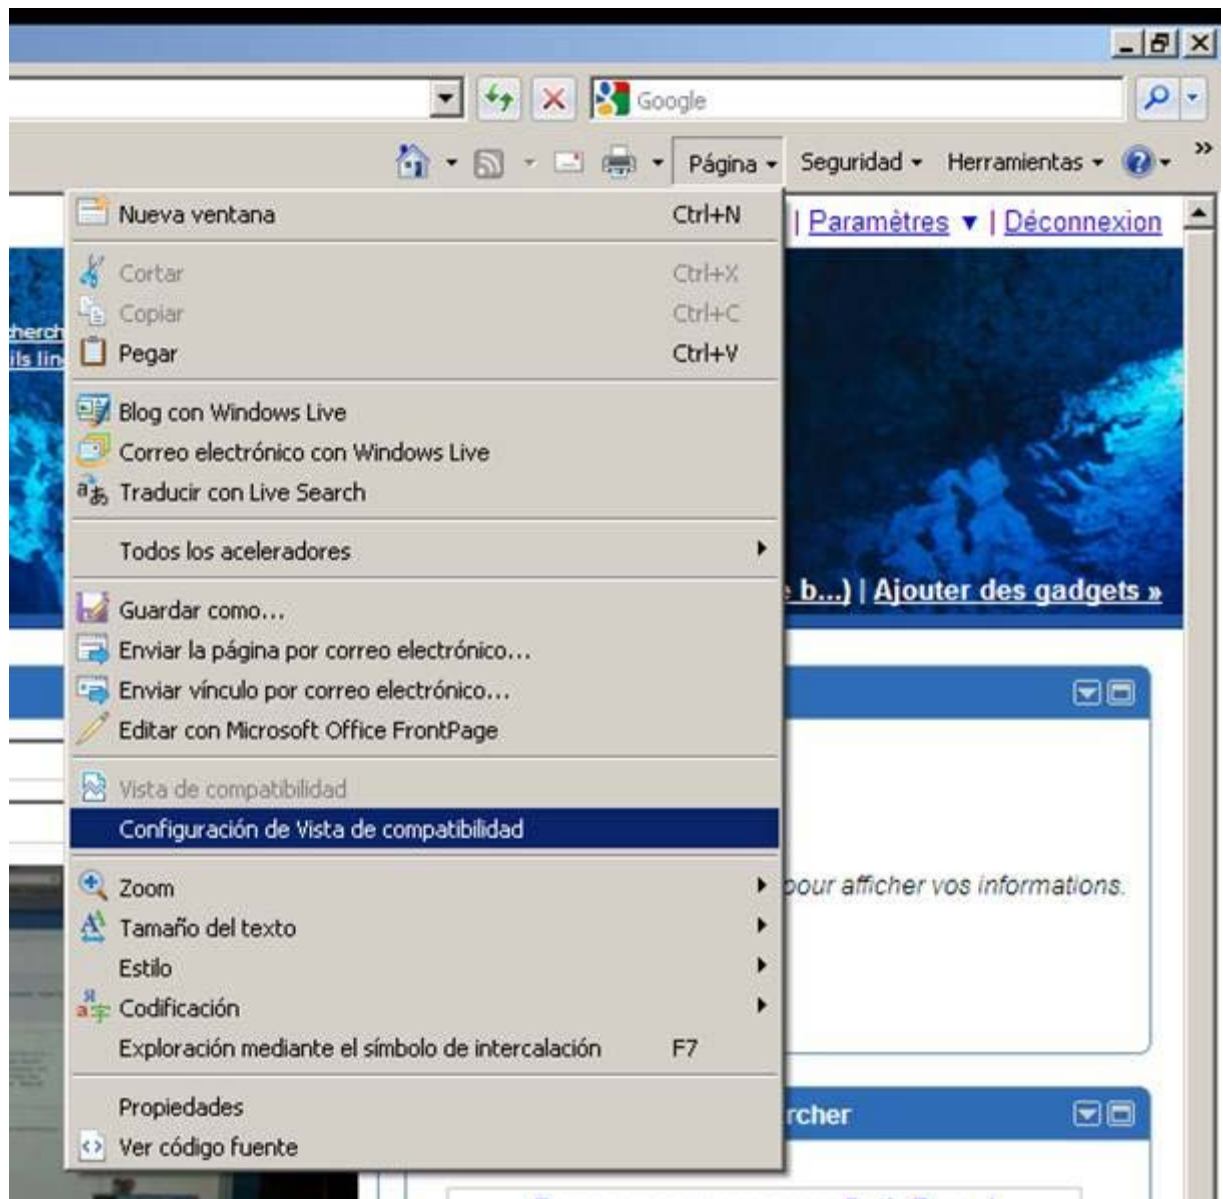 Google
Página Seguridad Herramientas »
| Paramètres ▼ | Déconnexion
Nueva ventana Ctrl+N
Cortar Ctrl+X
Copiar Ctrl+C
Pegar Ctrl+V
Blog con Windows Live
Correo electrónico con Windows Live
Traducir con Live Search
Todos los aceleradores
b...) | Ajouter des gadgets »
Guardar como...
Enviar la página por correo electrónico...
Enviar vínculo por correo electrónico...
Editar con Microsoft Office FrontPage
Vista de compatibilidad
Configuración de Vista de compatibilidad
Zoom
pour afficher vos informations.
Tamaño del texto
Estilo
Codificación
Exploración mediante el símbolo de intercalación F7
Propiedades
rcher
Ver código fuente